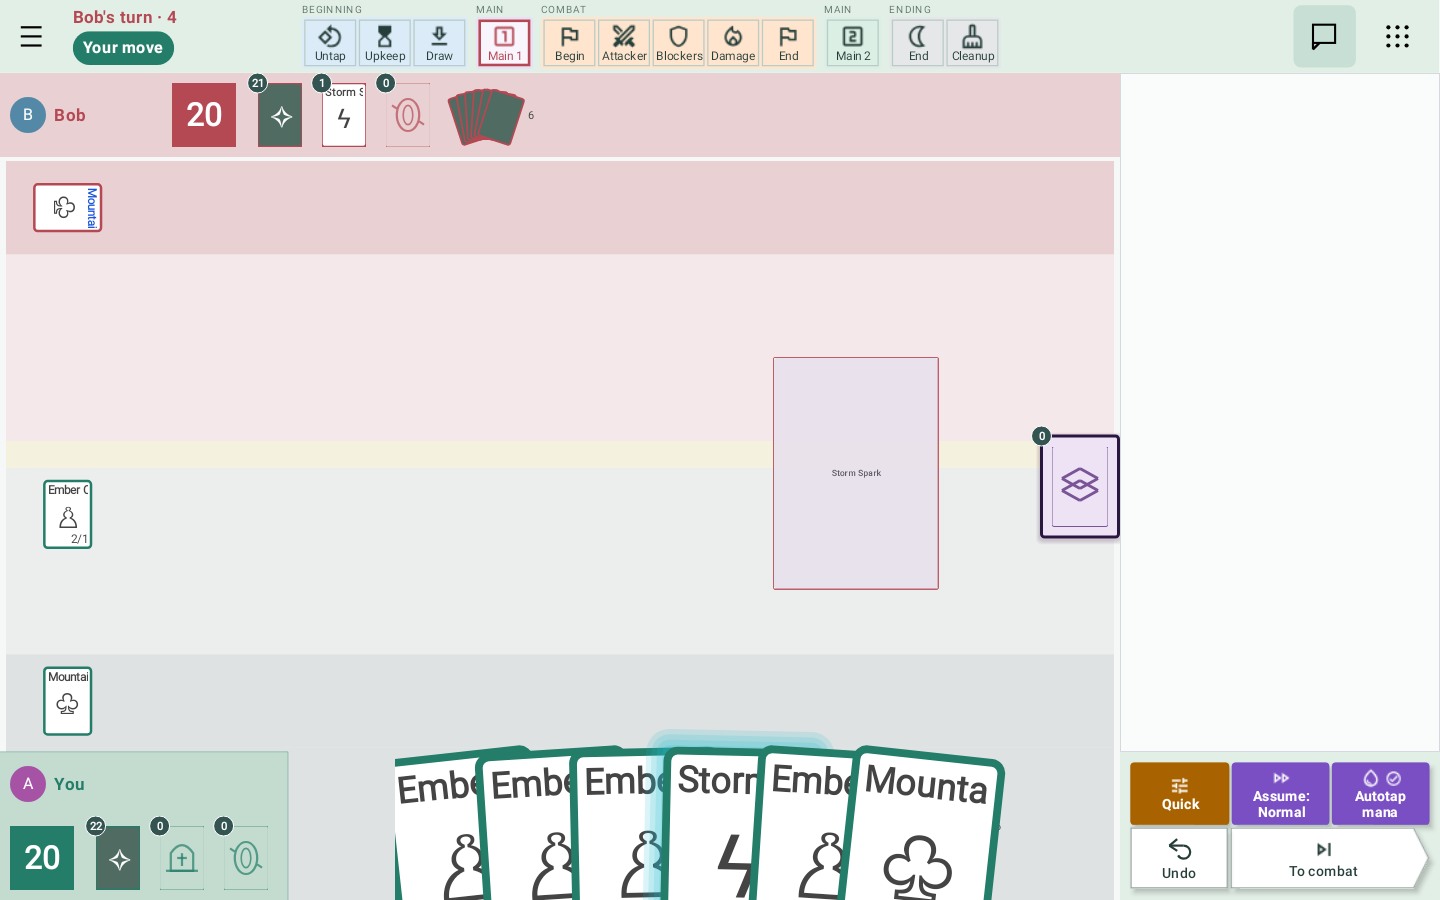 Bob's turn · 4
Your move
BEGINNING
Untap
Upkeep
Draw
MAIN
1
Main 1
COMBAT
Begin
Attacker
Blockers
Damage
End
MAIN
2
Main 2
ENDING
End
Cleanup
B
Bob
20
21
1
Storm S
0
6
Mountai
Storm Spark
0
Ember C
2/1
Mountai
A
You
20
22
0
0
Embe
Embe
Embe
Storm
Embe
Mounta
Quick
Assume:
Normal
Autotap
mana
Undo
To combat